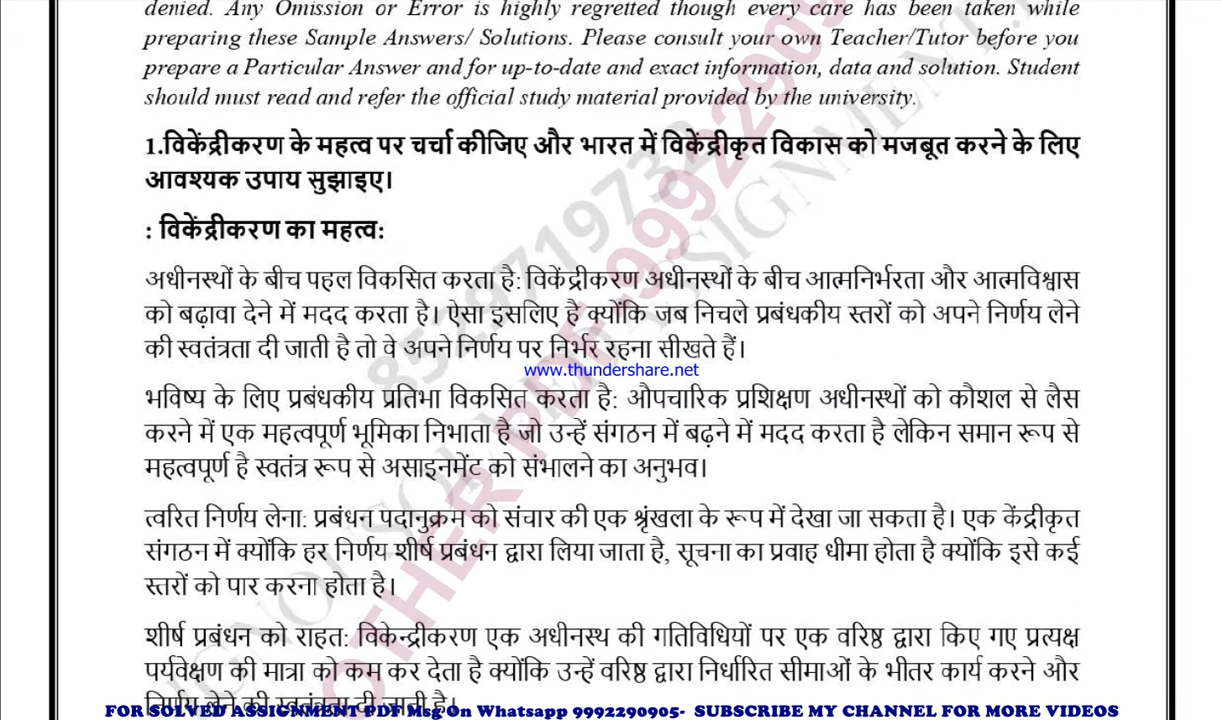 denied. Any Omission or Error is highly regretted though every care has been taken while
preparing these Sample Answers/ Solutions. Please consult your own Teacher/Tutor before you
prepare a Particular Answer and for up-to-date and exact information, data and solution. Student
should must read and refer the official study material provided by the university.
1.विकेंद्रीकरण के महत्व पर चर्चा कीजिए और भारत में विकेंद्रीकृत विकास को मजबूत करने के लिए
आवश्यक उपाय सुझाइए।
: विकेंद्रीकरण का महत्व:
अधीनस्थों के बीच पहल विकसित करता है: विकेंद्रीकरण अधीनस्थों के बीच आत्मनिर्भरता और आत्मविश्वास
को बढ़ावा देने में मदद करता है। ऐसा इसलिए है क्योंकि जब निचले प्रबंधकीय स्तरों को अपने निर्णय लेने
की स्वतंत्रता दी जाती है तो वे अपने निर्णय पर निर्भर रहना सीखते हैं।
www.thundershare.net
भविष्य के लिए प्रबंधकीय प्रतिभा विकसित करता है: औपचारिक प्रशिक्षण अधीनस्थों को कौशल से लैस
करने में एक महत्वपूर्ण भूमिका निभाता है जो उन्हें संगठन में बढ़ने में मदद करता है लेकिन समान रूप से
महत्वपूर्ण है स्वतंत्र रूप से असाइनमेंट को संभालने का अनुभव।
त्वरित निर्णय लेना: प्रबंधन पदानुक्रम को संचार की एक श्रृंखला के रूप में देखा जा सकता है। एक केंद्रीकृत
संगठन में क्योंकि हर निर्णय शीर्ष प्रबंधन द्वारा लिया जाता है, सूचना का प्रवाह धीमा होता है क्योंकि इसे कई
स्तरों को पार करना होता है।
शीर्ष प्रबंधन को राहत: विकेन्द्रीकरण एक अधीनस्थ की गतिविधियों पर एक वरिष्ठ द्वारा किए गए प्रत्यक्ष
पर्यवेक्षण की मात्रा को कम कर देता है क्योंकि उन्हें वरिष्ठ द्वारा निर्धारित सीमाओं के भीतर कार्य करने और
निर्णय लेने की स्वतंत्रता दी जाती है।
FOR SOLVED ASSIGNMENT PDF Msg On Whatsapp 9992290905- SUBSCRIBE MY CHANNEL FOR MORE VIDEOS